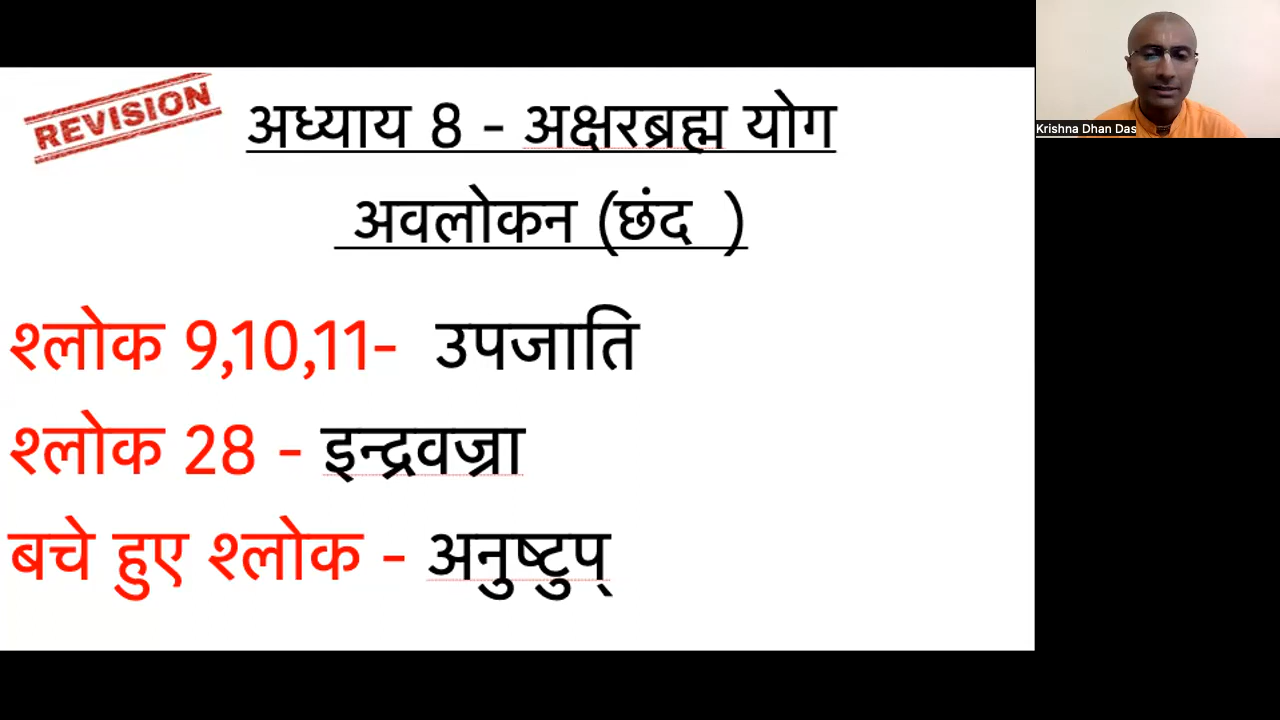 REVISION
अध्याय 8 - अक्षरब्रह्म योग
अवलोकन (छंद )
श्लोक 9,10,11- उपजाति
श्लोक 28 - इन्द्रवज्रा
बचे हुए श्लोक - अनुष्टुप्
Krishna Dhan Das